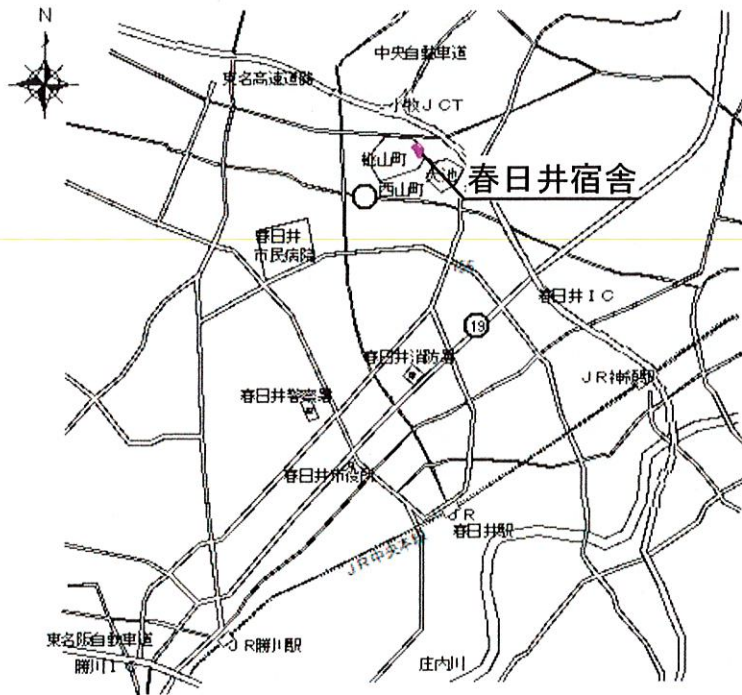 N
中央自動車道
東名高速道路
小牧JCT
桃山町
大池
春日井宿舎
西山町
春日井
市民病院
155
春日井IC
19
春日井消防署
JR神領駅
春日井警察署
春日井市役所
JR
春日井駅
JR中央本線
東名阪自動車道
JR勝川駅
勝川I
庄内川